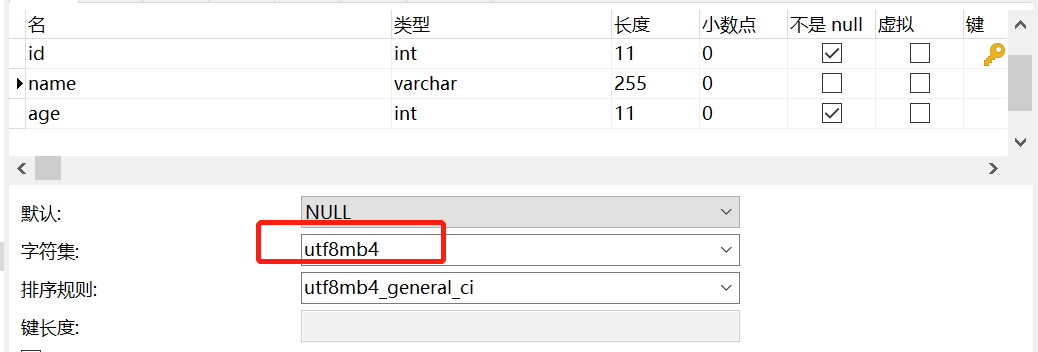 名 类型 长度 小数点 不是 null 虚拟 键
id int 11 0
name varchar 255 0
age int 11 0
默认: NULL
字符集: utf8mb4
排序规则: utf8mb4_general_ci
键长度: